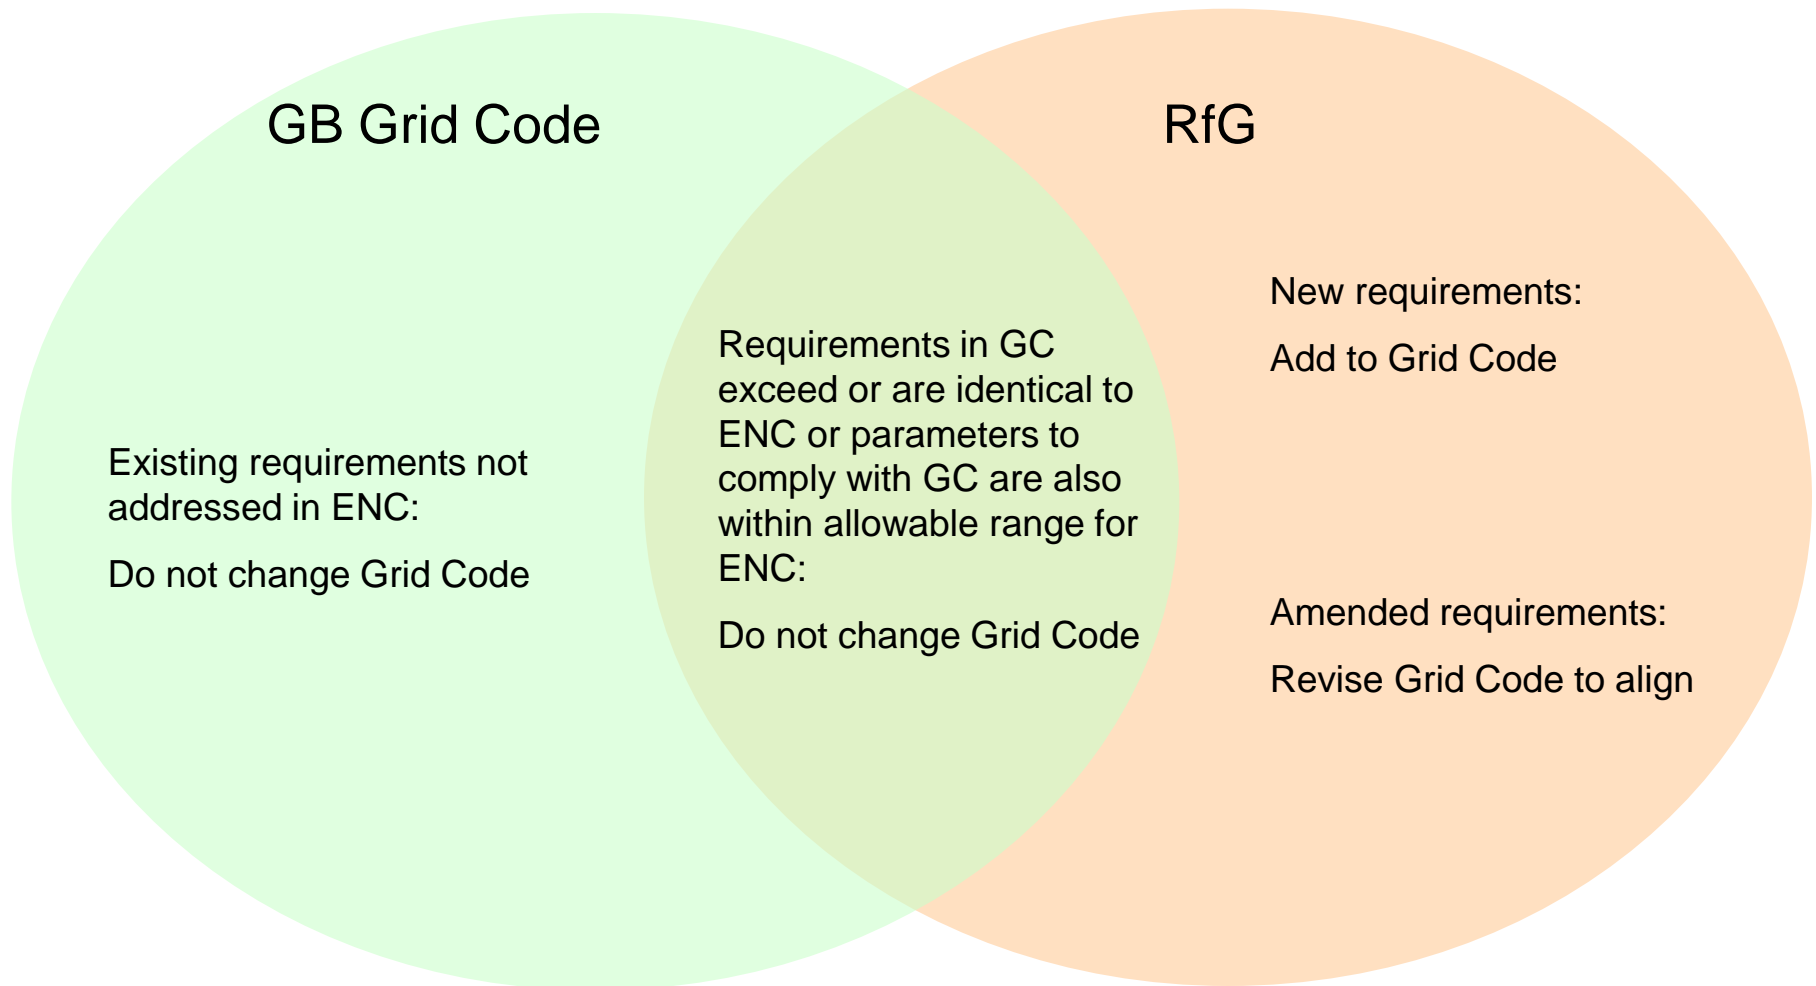 GB Grid Code
Existing requirements not
addressed in ENC:
Do not change Grid Code
Requirements in GC
exceed or are identical to
ENC or parameters to
comply with GC are also
within allowable range for
ENC:
Do not change Grid Code
RfG
New requirements:
Add to Grid Code
Amended requirements:
Revise Grid Code to align